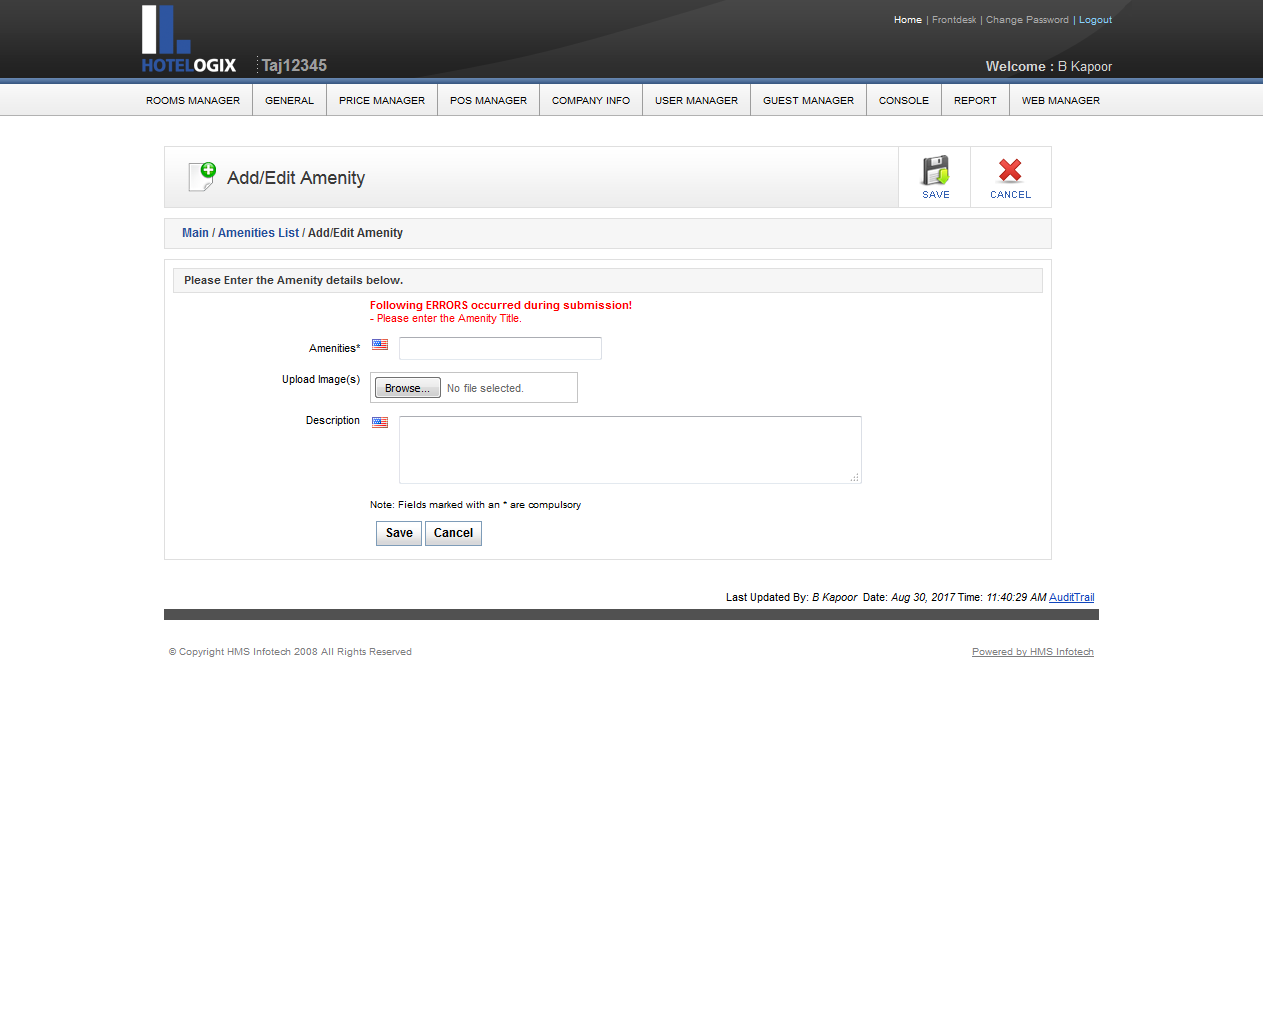 Home | Frontdesk | Change Password | Logout
HOTELOGIX Taj12345
Welcome : B Kapoor
ROOMS MANAGER GENERAL PRICE MANAGER POS MANAGER COMPANY INFO USER MANAGER GUEST MANAGER CONSOLE REPORT WEB MANAGER
Add/Edit Amenity
SAVE CANCEL
Main / Amenities List / Add/Edit Amenity
Please Enter the Amenity details below.
Following ERRORS occurred during submission!
- Please enter the Amenity Title.
Amenities*
Upload Image(s) Browse... No file selected.
Description
Note: Fields marked with an * are compulsory
Save Cancel
Last Updated By: B Kapoor Date: Aug 30, 2017 Time: 11:40:29 AM AuditTrail
© Copyright HMS Infotech 2008 All Rights Reserved Powered by HMS Infotech